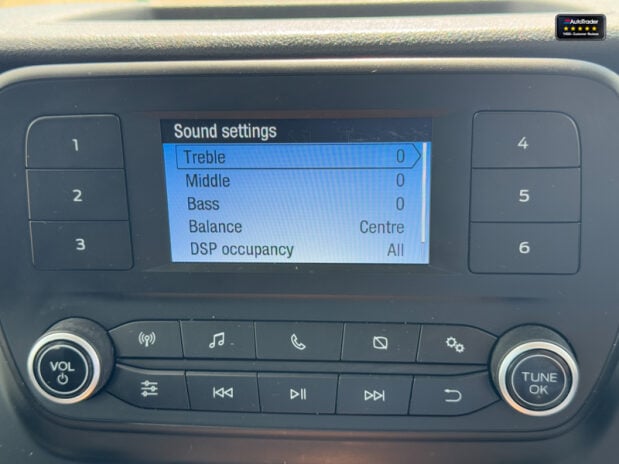 AutoTrader
Sound settings
Treble 0
Middle 0
Bass 0
Balance Centre
DSP occupancy All
1
2
3
4
5
6
VOL
TUNE
OK